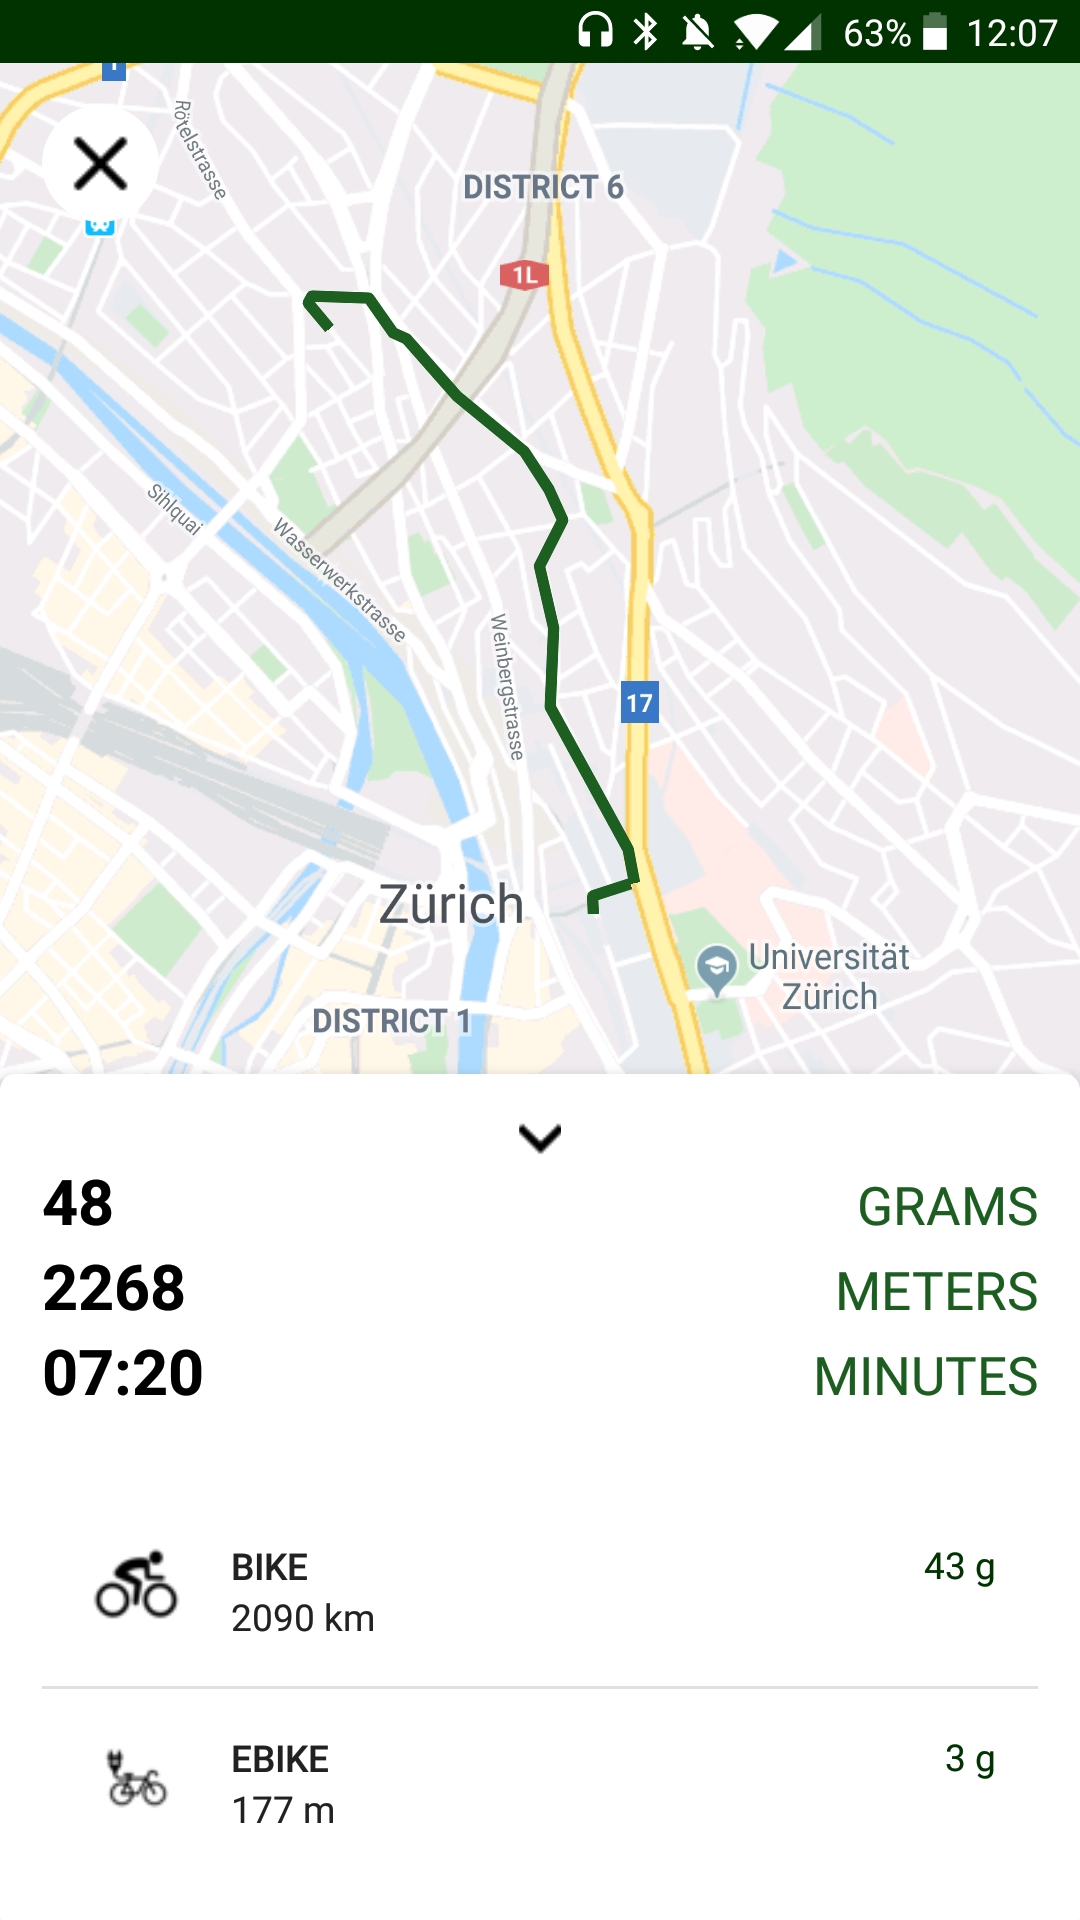 63% 12:07
1
Rötelstrasse
DISTRICT 6
1L
Sihlquai
Wasserwerkstrasse
Weinbergstrasse
17
Zürich
Universität
Zürich
DISTRICT 1
48 GRAMS
2268 METERS
07:20 MINUTES
BIKE 43 g
2090 km
EBIKE 3 g
177 m